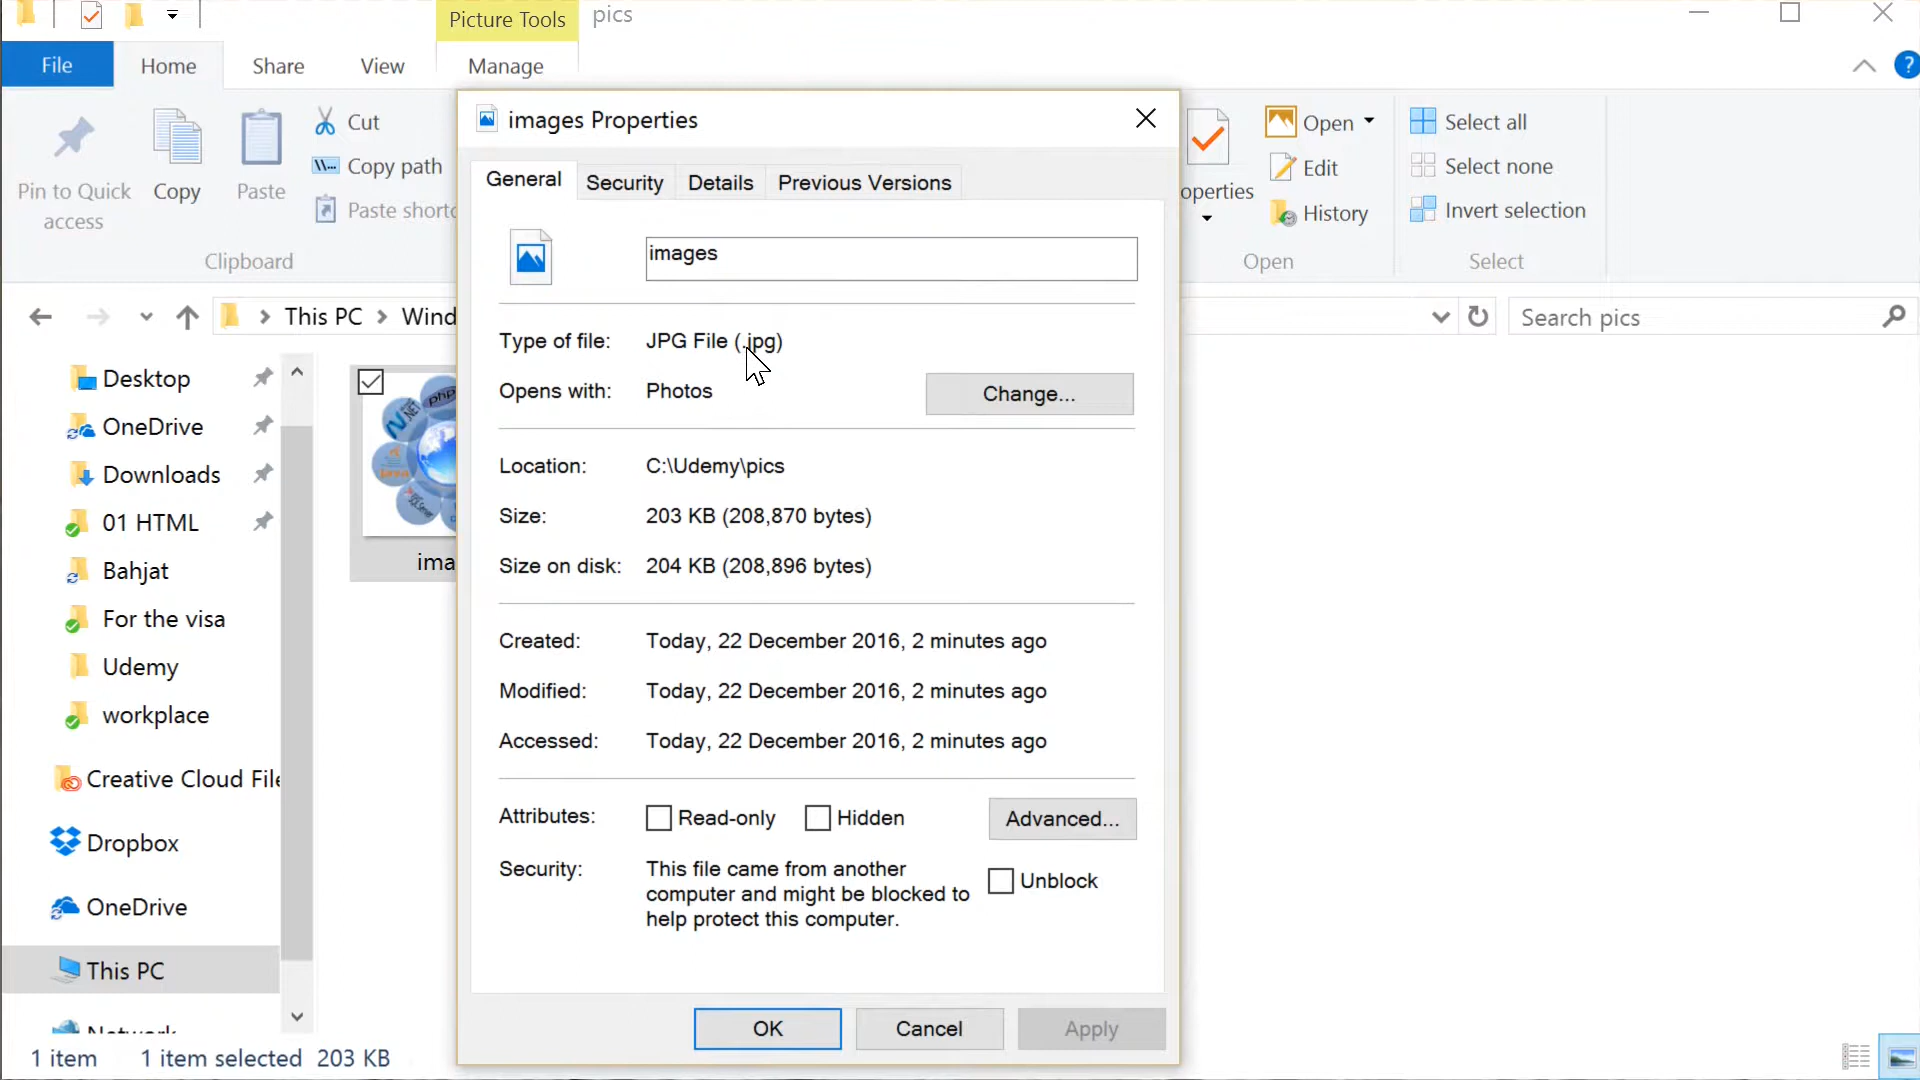 Picture Tools
pics
File
Home
Share
View
Manage
Pin to Quick access
Copy
Paste
Cut
Copy path
Paste shortc
Clipboard
operties
Open
Edit
History
Open
Select all
Select none
Invert selection
Select
This PC
Wind
Search pics
Desktop
OneDrive
Downloads
01 HTML
Bahjat
For the visa
Udemy
workplace
Creative Cloud File
Dropbox
OneDrive
This PC
Network
php
.NET
Java
ima
images Properties
General
Security
Details
Previous Versions
images
Type of file: JPG File (.jpg)
Opens with: Photos
Change...
Location: C:\Udemy\pics
Size: 203 KB (208,870 bytes)
Size on disk: 204 KB (208,896 bytes)
Created: Today, 22 December 2016, 2 minutes ago
Modified: Today, 22 December 2016, 2 minutes ago
Accessed: Today, 22 December 2016, 2 minutes ago
Attributes: Read-only Hidden
Advanced...
Security: This file came from another
computer and might be blocked to
help protect this computer.
Unblock
OK
Cancel
Apply
1 item
1 item selected 203 KB